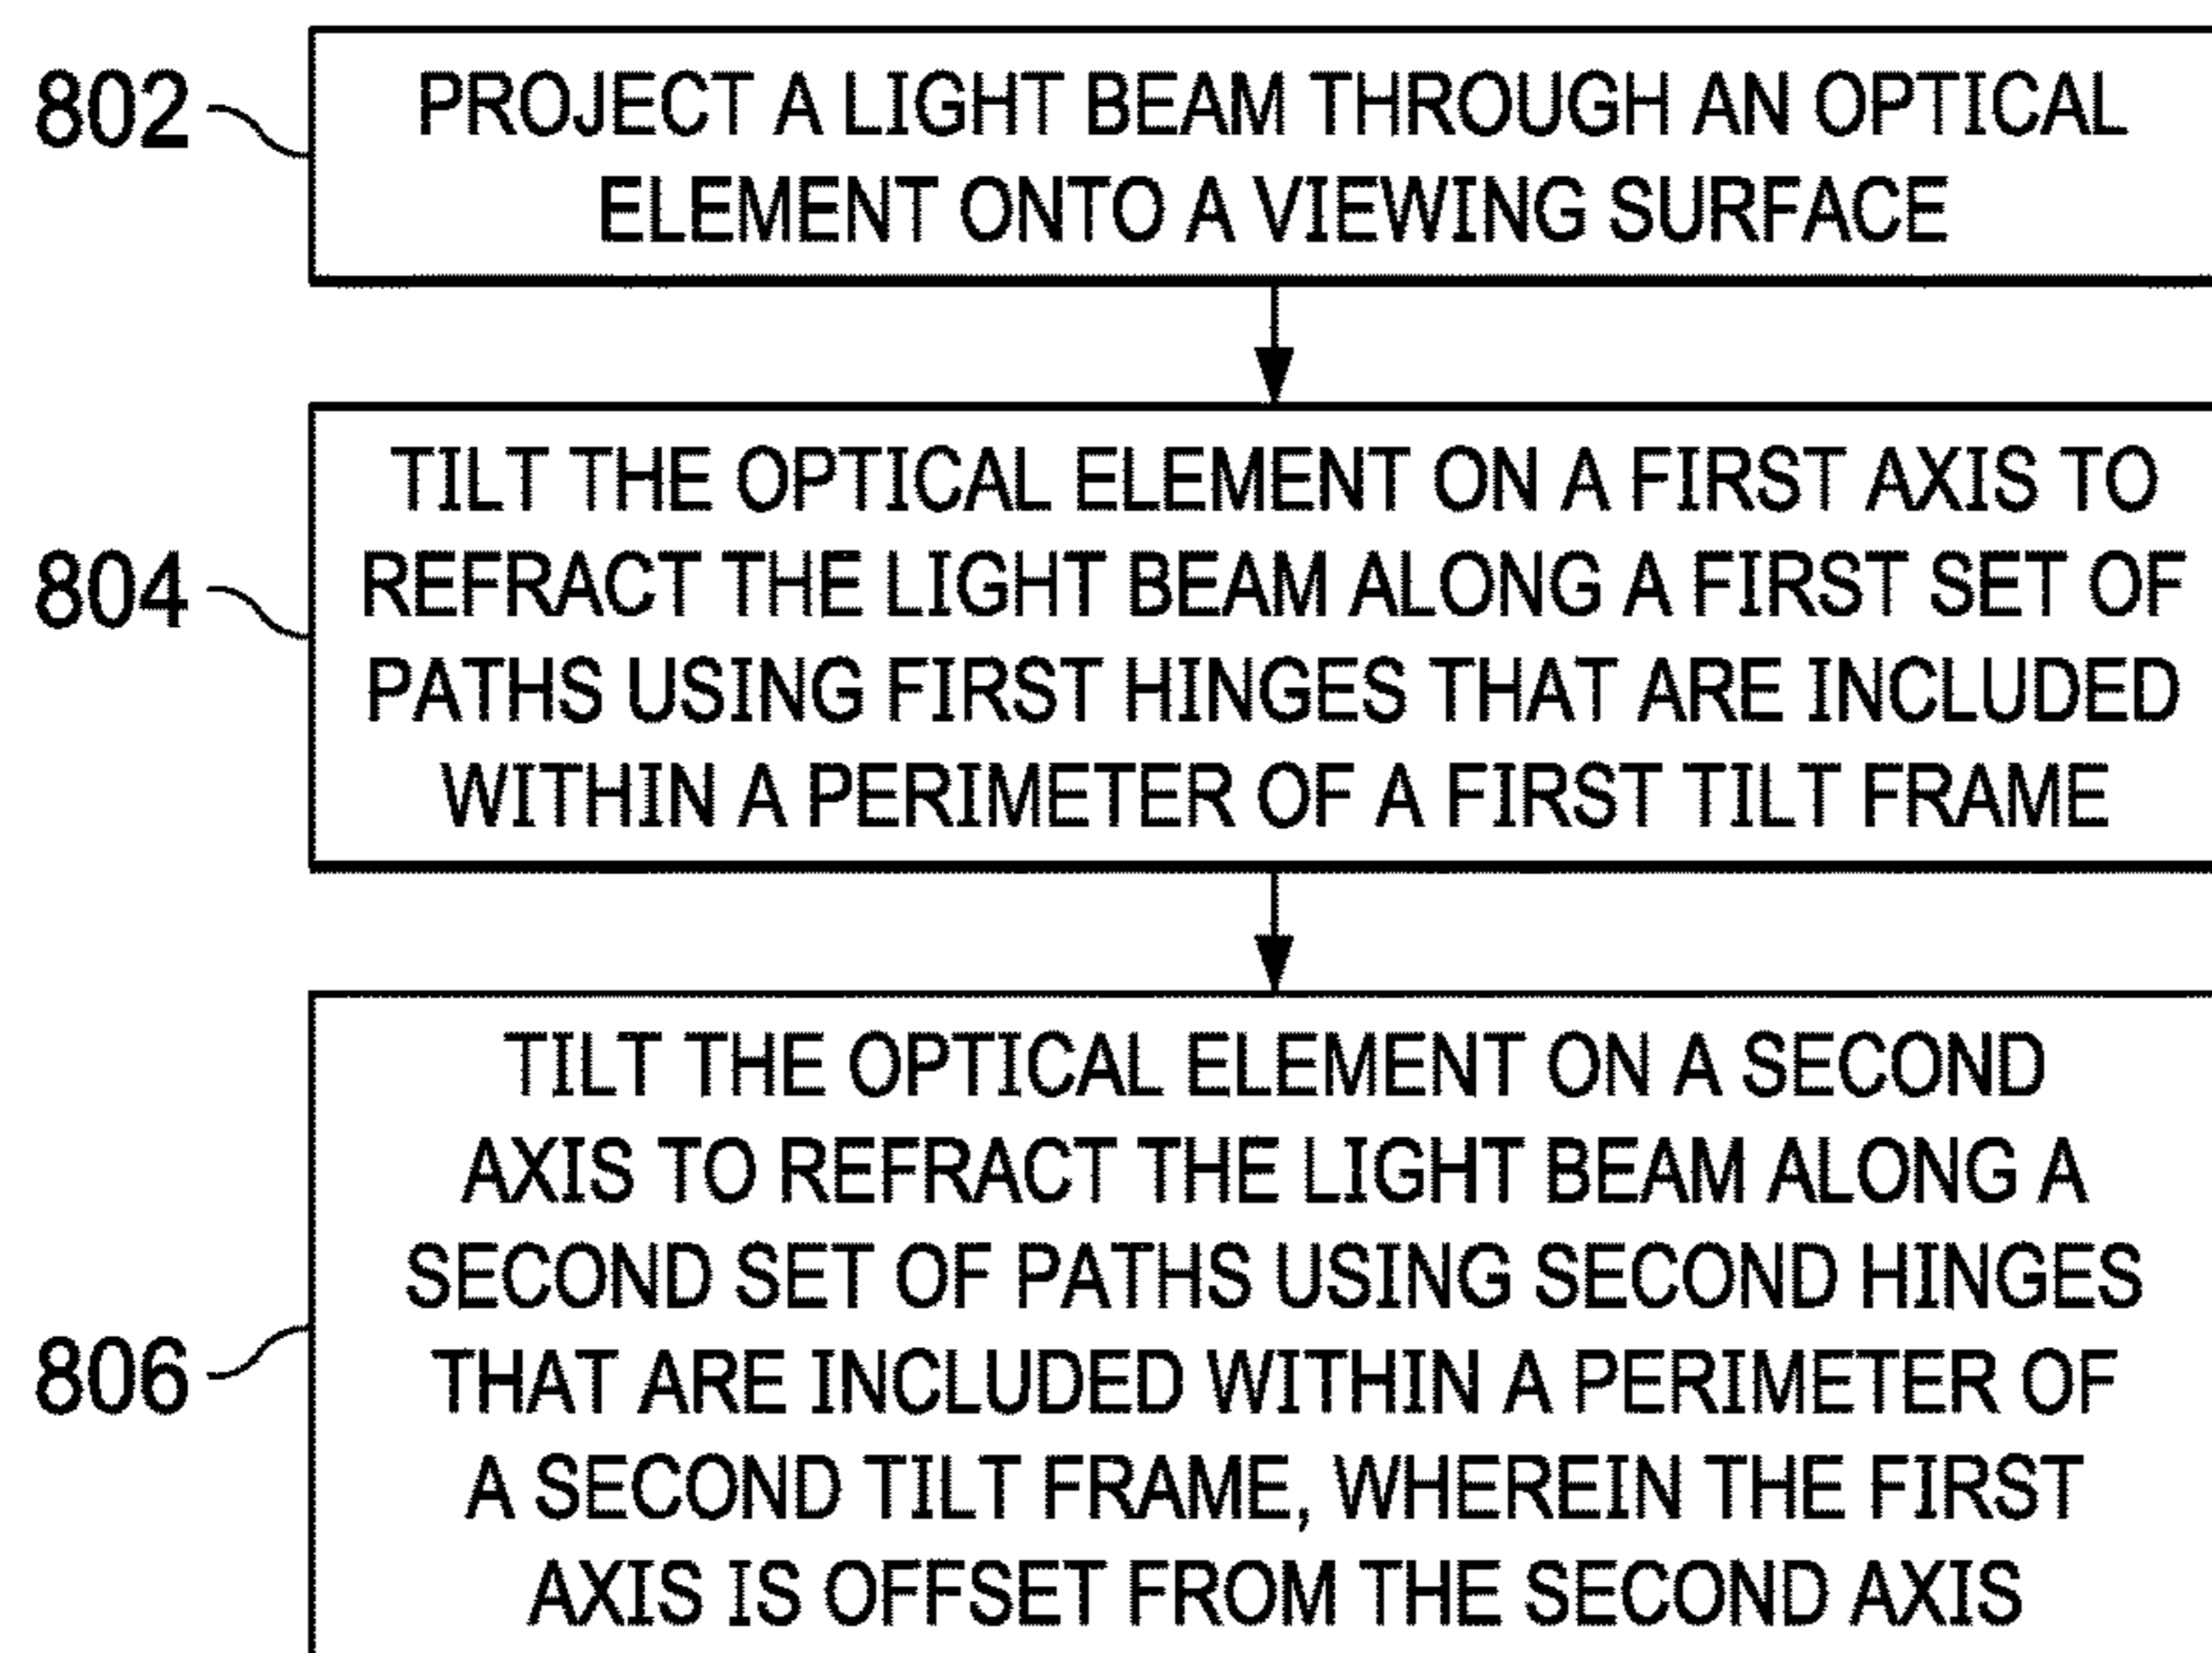 802
PROJECT A LIGHT BEAM THROUGH AN OPTICAL
ELEMENT ONTO A VIEWING SURFACE
804
TILT THE OPTICAL ELEMENT ON A FIRST AXIS TO
REFRACT THE LIGHT BEAM ALONG A FIRST SET OF
PATHS USING FIRST HINGES THAT ARE INCLUDED
WITHIN A PERIMETER OF A FIRST TILT FRAME
806
TILT THE OPTICAL ELEMENT ON A SECOND
AXIS TO REFRACT THE LIGHT BEAM ALONG A
SECOND SET OF PATHS USING SECOND HINGES
THAT ARE INCLUDED WITHIN A PERIMETER OF
A SECOND TILT FRAME, WHEREIN THE FIRST
AXIS IS OFFSET FROM THE SECOND AXIS